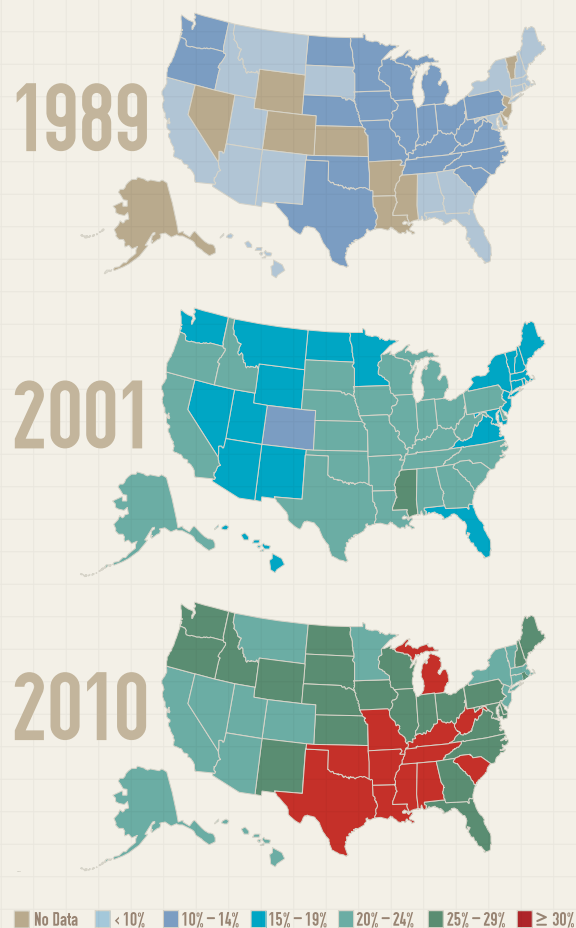 1989
2001
2010
No Data < 10% 10% – 14% 15% – 19% 20% – 24% 25% – 29% ≥ 30%